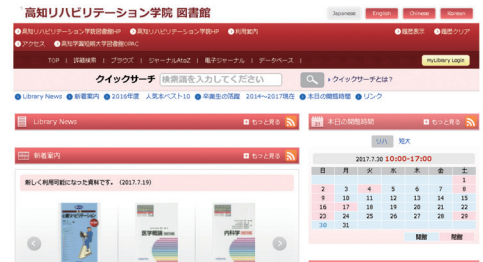 高知リハビリテーション学院 図書館
Japanese English Chinese Korean
高知リハビリテーション学院図書館HP 高知リハビリテーション学院HP 利用案内
履歴表示 履歴クリア
アクセス 高知学園短期大学図書館OPAC
TOP | 詳細検索 | ブラウズ | ジャーナルAtoZ | 電子ジャーナル | データベース |
MyLibrary Login
クイックサーチ 検索語を入力してください クイックサーチとは?
Library News 新着案内 2016年度 人気本ベスト10 卒業生の活躍 2014~2017現在 本日の開館時間 リンク
Library News もっと見る
本日の開館時間 もっと見る
リハ 短大
新着案内 もっと見る
2017.7.30 10:00-17:00
新しく利用可能になった資料です。 (2017.7.19)
日 月 火 水 木 金 土
1
2 3 4 5 6 7 8
9 10 11 12 13 14 15
16 17 18 19 20 21 22
23 24 25 26 27 28 29
30 31
開館 閉館
医学概論
内科学